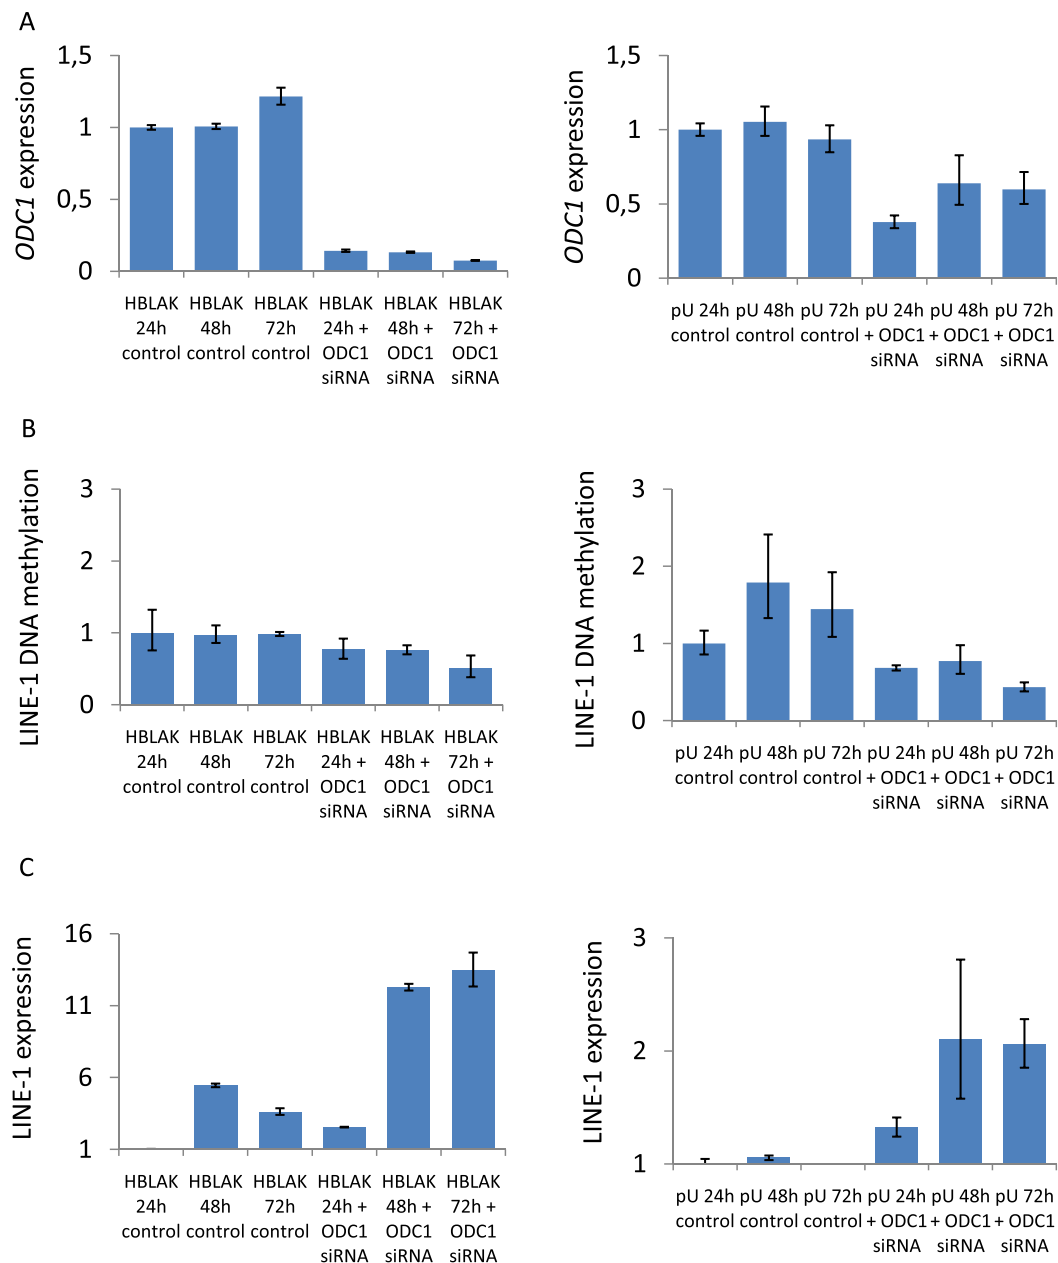 A
ODC1 expression
1,5
1
0,5
0
HBLAK HBLAK HBLAK HBLAK HBLAK HBLAK
24h 48h 72h 24h + 48h + 72h +
control control control ODC1 ODC1 ODC1
siRNA siRNA siRNA
ODC1 expression
1,5
1
0,5
0
pU 24h pU 48h pU 72h pU 24h pU 48h pU 72h
control control control + ODC1 + ODC1 + ODC1
siRNA siRNA siRNA
B
LINE-1 DNA methylation
3
2
1
0
HBLAK HBLAK HBLAK HBLAK HBLAK HBLAK
24h 48h 72h 24h + 48h + 72h +
control control control ODC1 ODC1 ODC1
siRNA siRNA siRNA
LINE-1 DNA methylation
3
2
1
0
pU 24h pU 48h pU 72h pU 24h pU 48h pU 72h
control control control + ODC1 + ODC1 + ODC1
siRNA siRNA siRNA
C
LINE-1 expression
16
11
6
1
HBLAK HBLAK HBLAK HBLAK HBLAK HBLAK
24h 48h 72h 24h + 48h + 72h +
control control control ODC1 ODC1 ODC1
siRNA siRNA siRNA
LINE-1 expression
3
2
1
pU 24h pU 48h pU 72h pU 24h pU 48h pU 72h
control control control + ODC1 + ODC1 + ODC1
siRNA siRNA siRNA